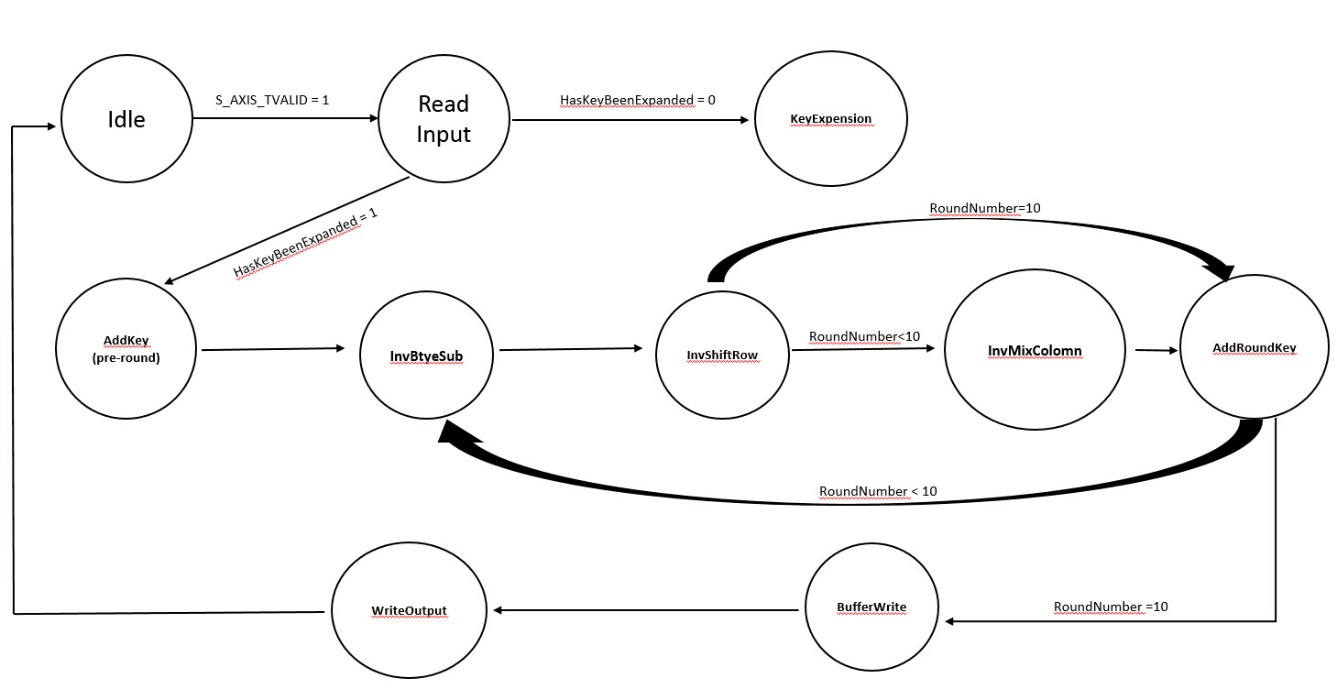 Idle
S_AXIS_TVALID = 1
Read
Input
HasKeyBeenExpanded = 0
KeyExpension
HasKeyBeenExpanded = 1
RoundNumber=10
AddKey
(pre-round)
InvBtyeSub
InvShiftRow
RoundNumber<10
InvMixColomn
AddRoundKey
RoundNumber < 10
WriteOutput
BufferWrite
RoundNumber =10